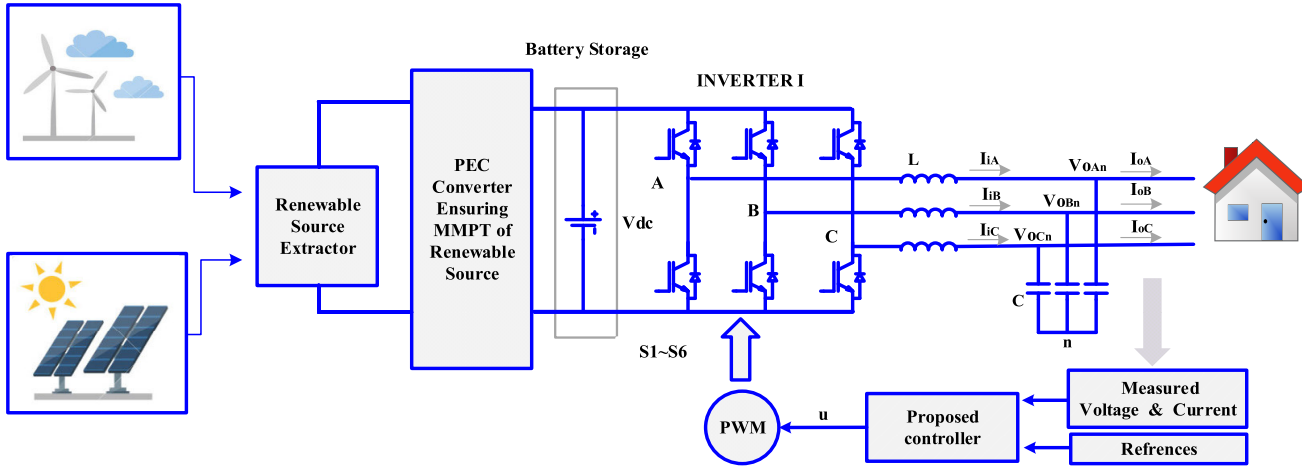 Battery Storage
INVERTER I
Renewable
Source
Extractor
PEC
Converter
Ensuring
MMPT of
Renewable
Source
Vdc
A
B
C
L
IiA
IiB
IiC
VOAn
VOBn
VOCn
IoA
IoB
IoC
C
n
S1~S6
PWM
u
Proposed
controller
Measured
Voltage & Current
Refrences